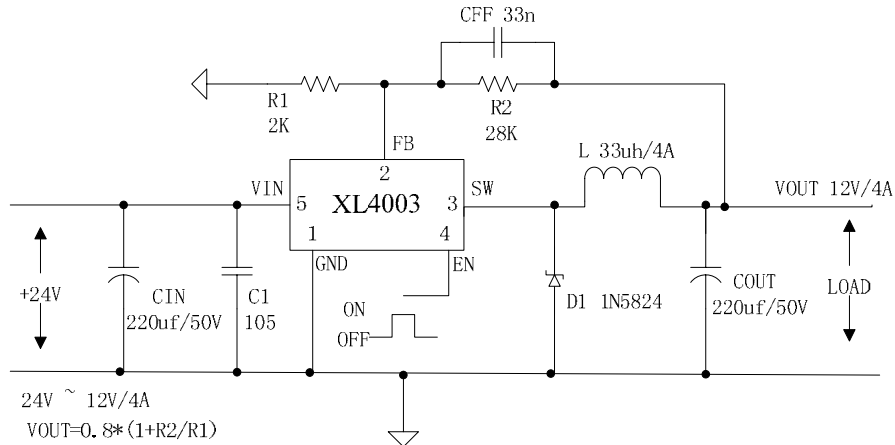 CFF 33n
R1
2K
R2
28K
FB
L 33uh/4A
VIN
2
SW
VOUT 12V/4A
5
XL4003
3
1
4
GND
EN
+24V
CIN
220uf/50V
C1
105
ON
OFF
D1 1N5824
COUT
220uf/50V
LOAD
24V ~ 12V/4A
VOUT=0.8*(1+R2/R1)